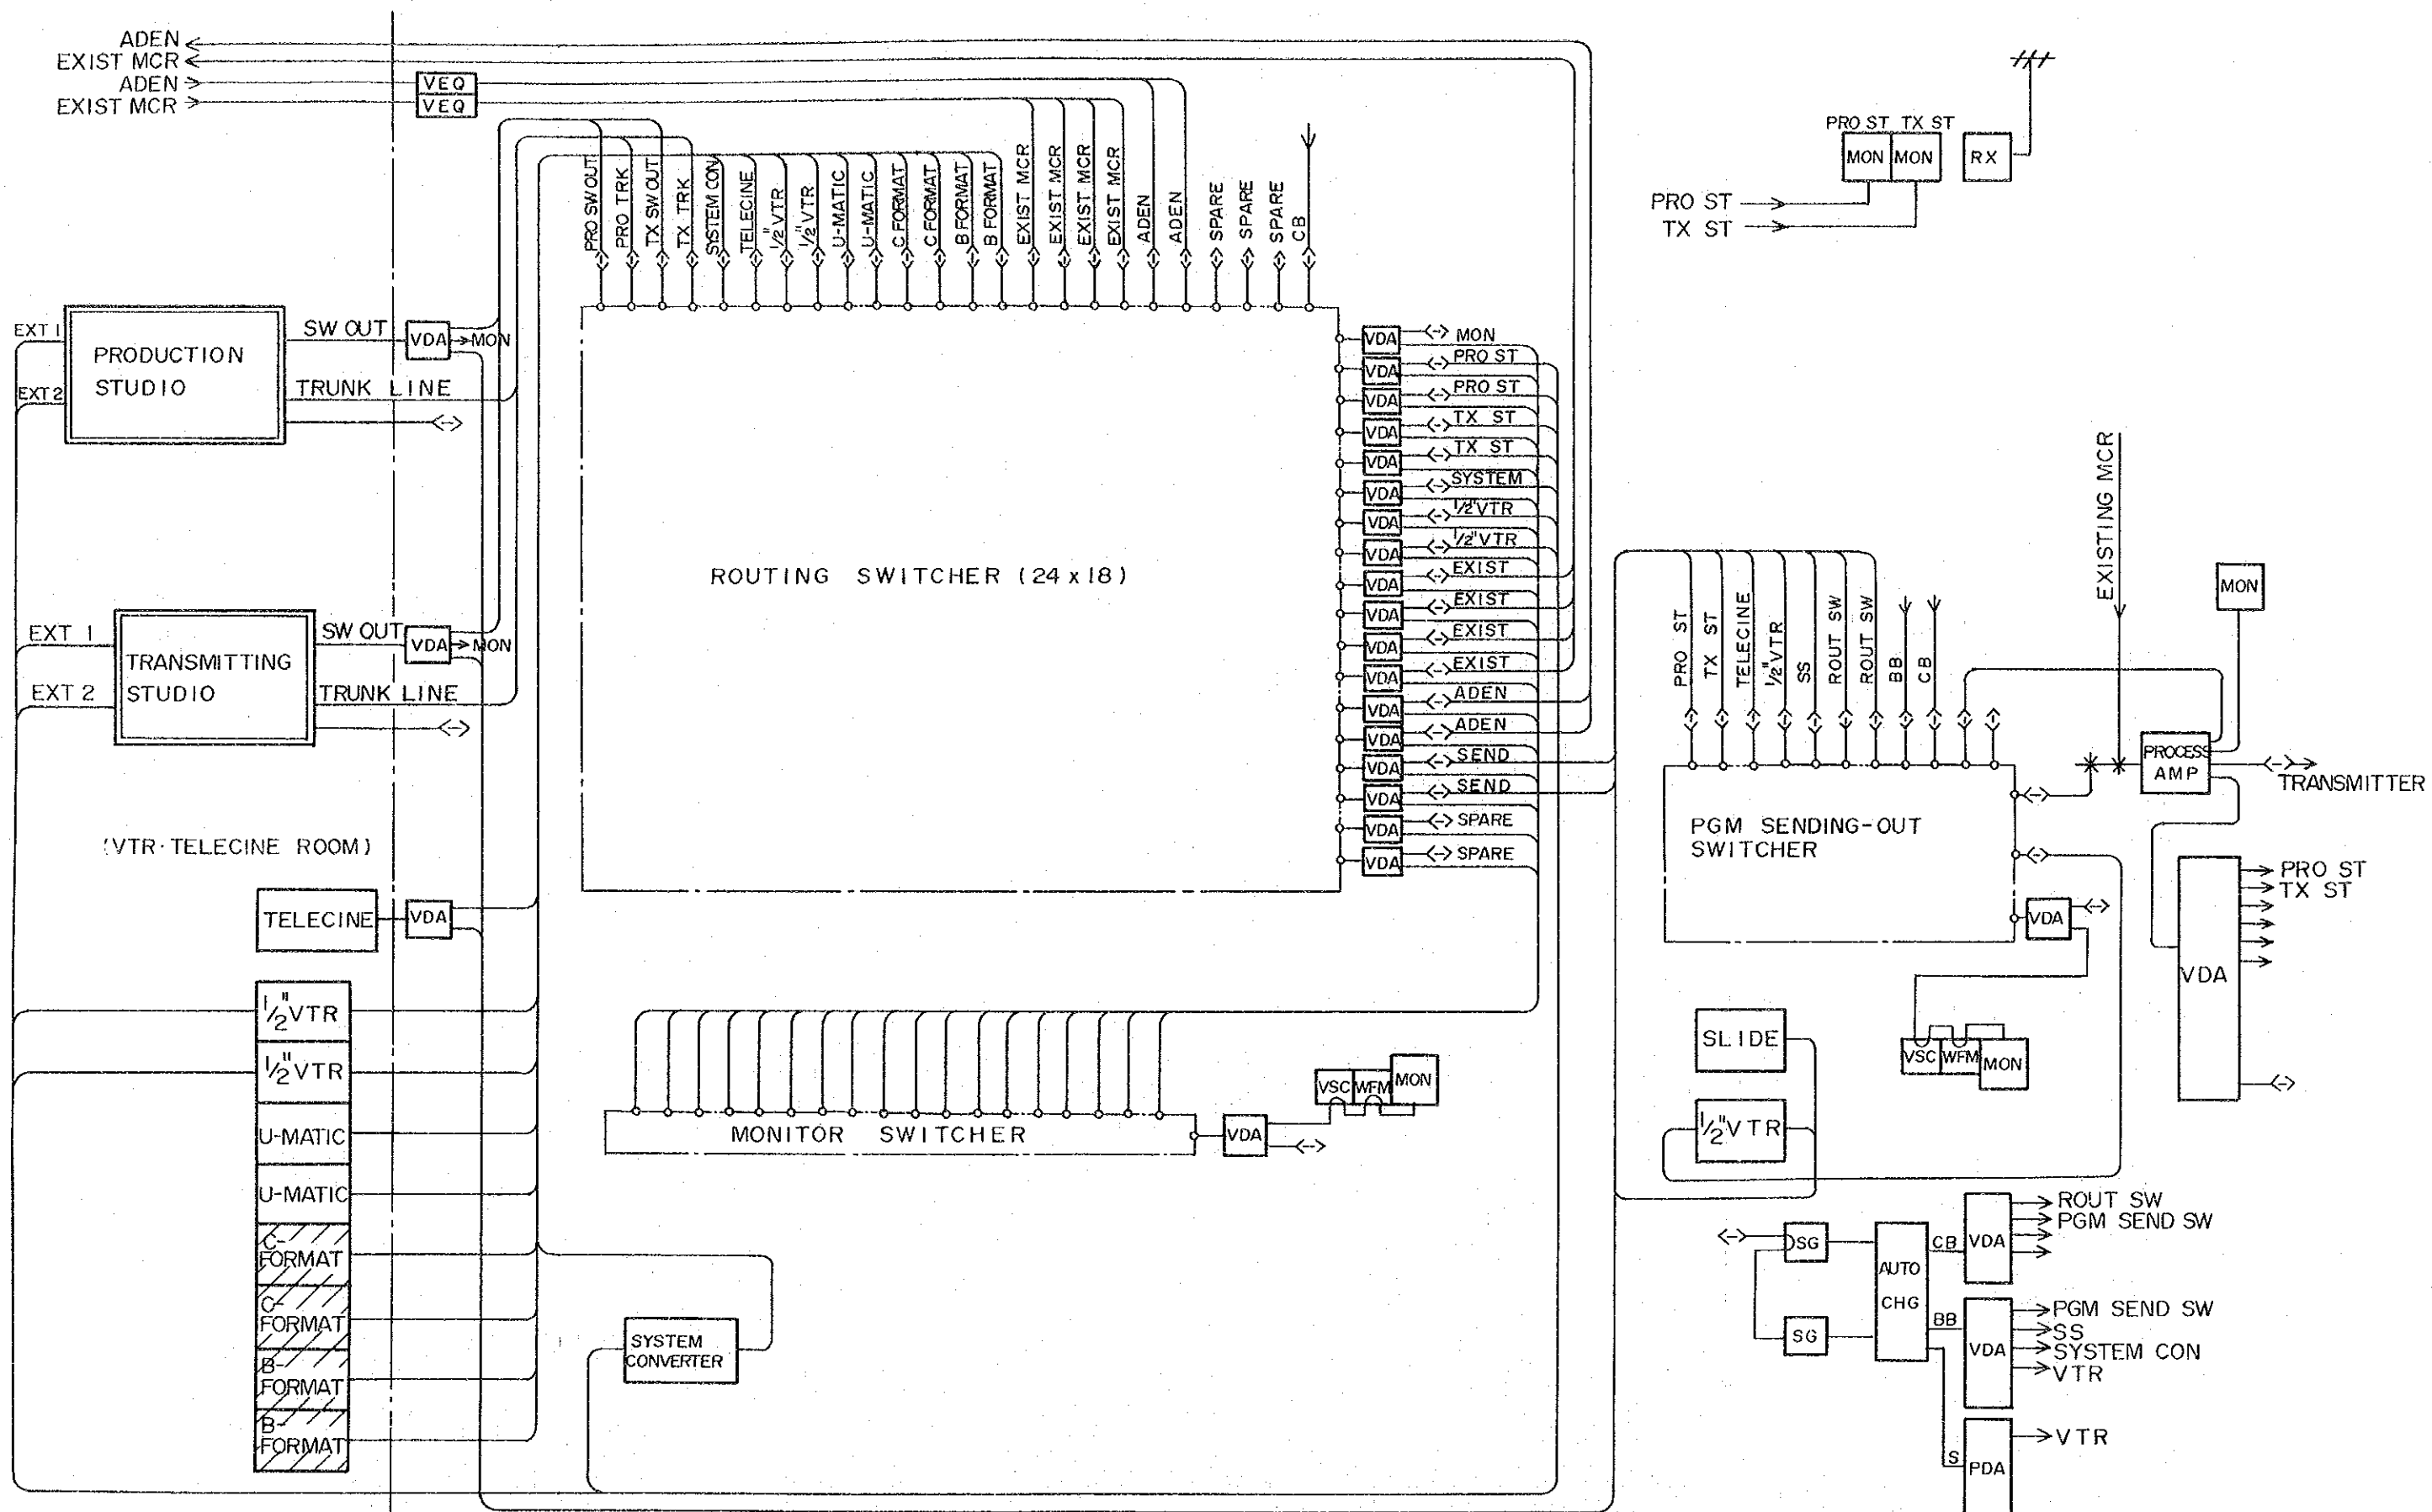 ADEN
EXIST MCR
ADEN
EXIST MCR
VEQ
VEQ
PRO SW OUT
PRO TRK
TX SW OUT
TX TRK
SYSTEM CON
TELECINE
1/2" VTR
1/2" VTR
U-MATIC
U-MATIC
C FORMAT
C FORMAT
B FORMAT
B FORMAT
EXIST MCR
EXIST MCR
EXIST MCR
EXIST MCR
ADEN
ADEN
SPARE
SPARE
SPARE
CB
PRO ST TX ST
MON MON
RX
PRO ST
TX ST
EXT 1
EXT 2
PRODUCTION
STUDIO
SW OUT
VDA
MON
TRUNK LINE
EXT 1
EXT 2
TRANSMITTING
STUDIO
SW OUT
VDA
MON
TRUNK LINE
ROUTING SWITCHER (24 x 18)
VDA MON
VDA PRO ST
VDA PRO ST
VDA TX ST
VDA TX ST
VDA SYSTEM
VDA 1/2" VTR
VDA 1/2" VTR
VDA EXIST
VDA EXIST
VDA EXIST
VDA EXIST
VDA ADEN
VDA ADEN
VDA SEND
VDA SEND
VDA SPARE
VDA SPARE
PRO ST
TX ST
TELECINE
1/2" VTR
SS
ROUT SW
ROUT SW
BB
CB
EXISTING MCR
MON
PROCESS
AMP
TRANSMITTER
PGM SENDING-OUT
SWITCHER
VDA
PRO ST
TX ST
VDA
VSC WFM MON
SLIDE
1/2" VTR
(VTR·TELECINE ROOM)
TELECINE
VDA
1/2" VTR
1/2" VTR
U-MATIC
U-MATIC
C-
FORMAT
C-
FORMAT
B-
FORMAT
B-
FORMAT
MONITOR SWITCHER
VDA
VSC WFM MON
SYSTEM
CONVERTER
SG
SG
AUTO
CHG
CB
VDA
ROUT SW
PGM SEND SW
BB
VDA
PGM SEND SW
SS
SYSTEM CON
VTR
S
PDA
VTR